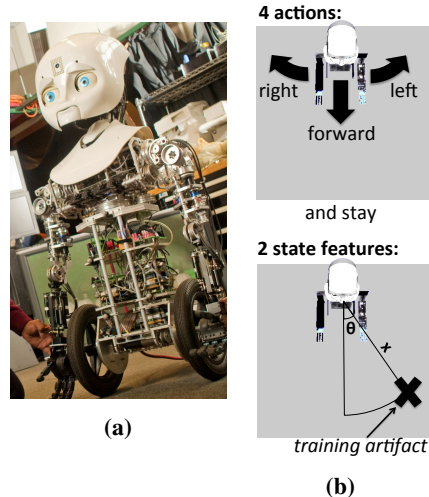 4 actions:
right
left
forward
and stay
2 state features:
θ
x
training artifact
(a)
(b)